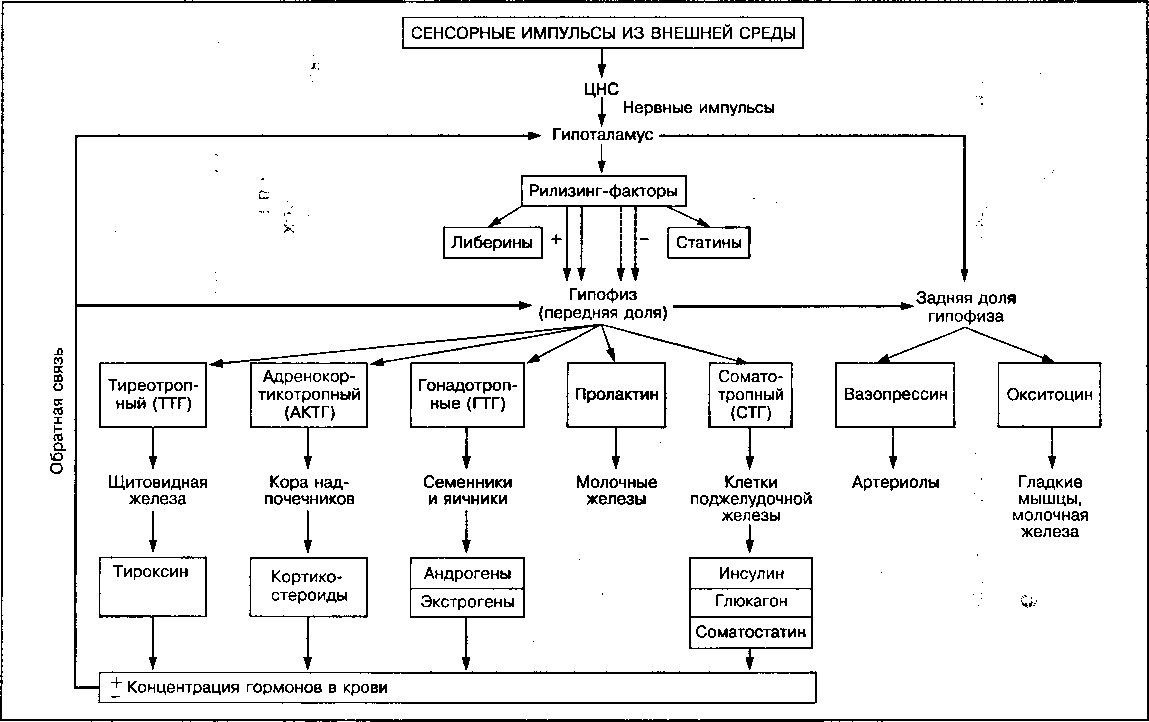 СЕНСОРНЫЕ ИМПУЛЬСЫ ИЗ ВНЕШНЕЙ СРЕДЫ
ЦНС
Нервные импульсы
Гипоталамус
Рилизинг-факторы
Либерины
+
–
Статины
Гипофиз
(передняя доля)
Задняя доля
гипофиза
Обратная связь
Тиреотроп-
ный (ТТГ)
Адренокор-
тикотропный
(АКТГ)
Гонадотроп-
ные (ГТГ)
Пролактин
Сомато-
тропный
(СТГ)
Вазопрессин
Окситоцин
Щитовидная
железа
Кора над-
почечников
Семенники
и яичники
Молочные
железы
Клетки
поджелудочной
железы
Артериолы
Гладкие
мышцы,
молочная
железа
Тироксин
Кортико-
стероиды
Андрогены
Экстрогены
Инсулин
Глюкагон
Соматостатин
± Концентрация гормонов в крови